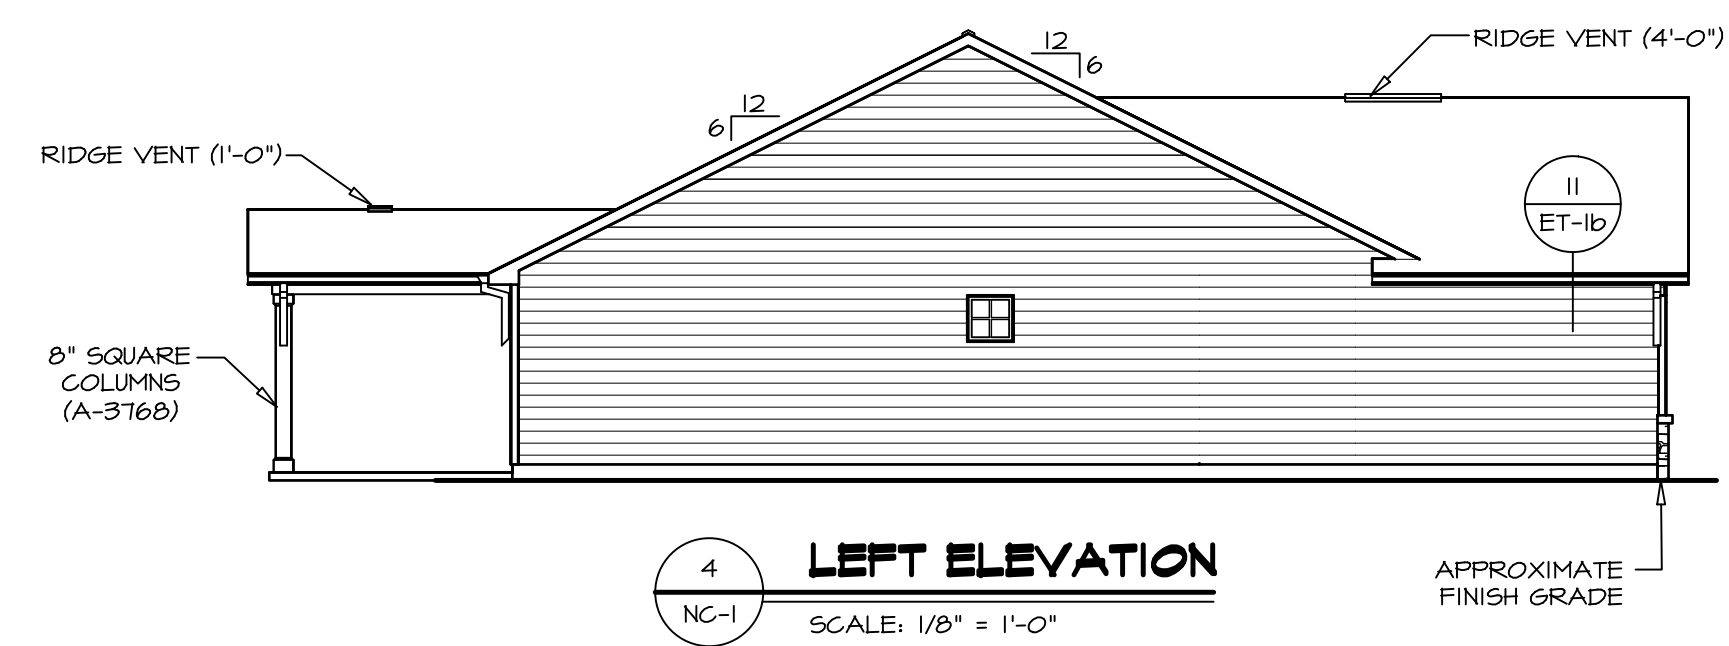 12
6
RIDGE VENT (4'-0")
12
6
RIDGE VENT (1'-0")
11
ET-1b
8" SQUARE
COLUMNS
(A-3768)
4
NC-1
LEFT ELEVATION
SCALE: 1/8" = 1'-0"
APPROXIMATE
FINISH GRADE